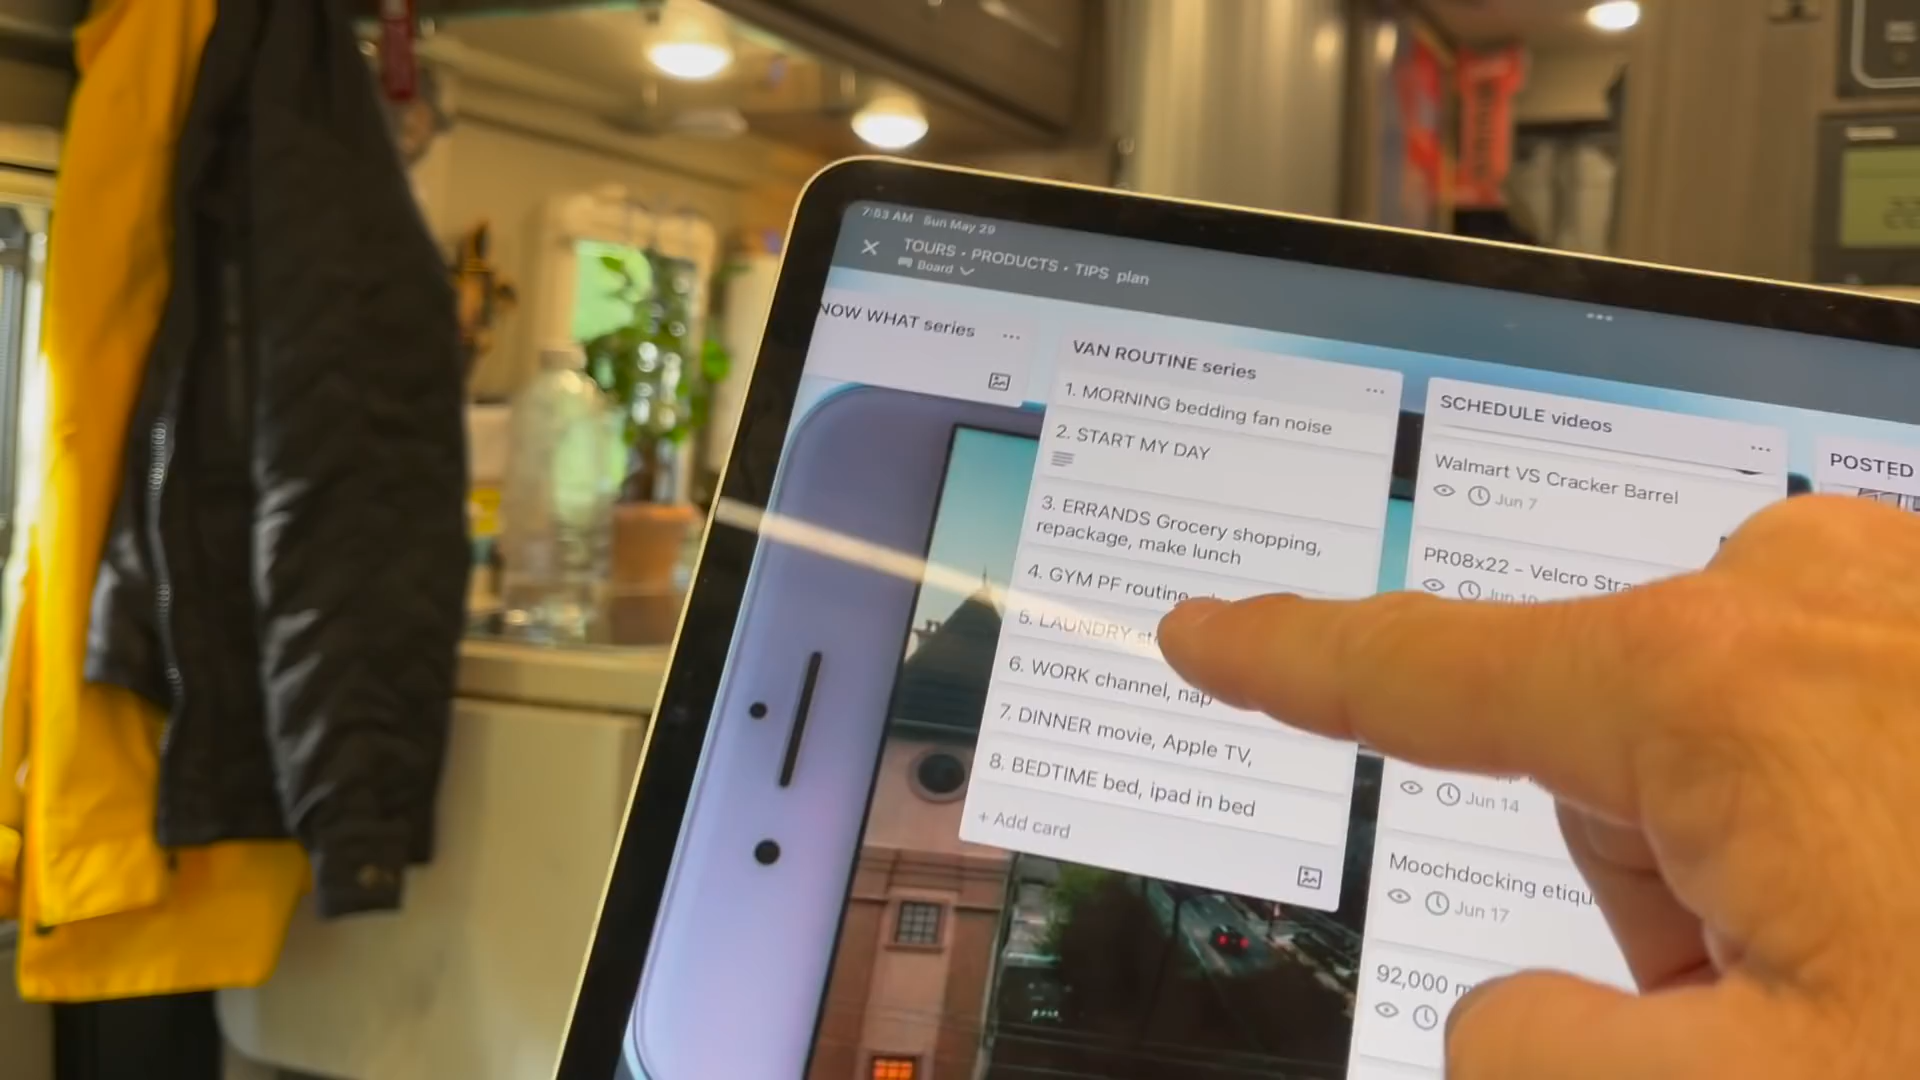 7:53 AM Sun May 29
TOURS • PRODUCTS • TIPS plan
Board
NOW WHAT series
VAN ROUTINE series
1. MORNING bedding fan noise
2. START MY DAY
3. ERRANDS Grocery shopping,
repackage, make lunch
4. GYM PF routine
5. LAUNDRY
6. WORK channel, nap
7. DINNER movie, Apple TV,
8. BEDTIME bed, ipad in bed
+ Add card
SCHEDULE videos
Walmart VS Cracker Barrel
Jun 7
PR08x22 - Velcro
Jun 10
Jun 14
Moochdocking
Jun 17
92,000
POSTED